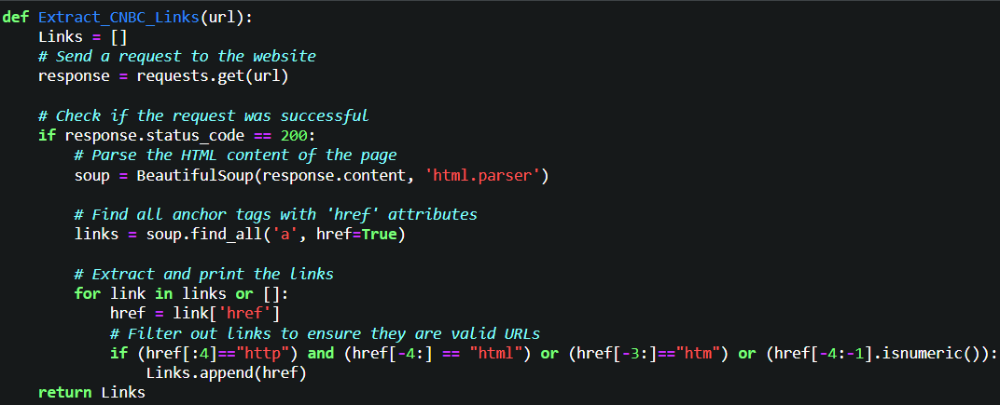 def Extract_CNBC_Links(url):
    Links = []
    # Send a request to the website
    response = requests.get(url)

    # Check if the request was successful
    if response.status_code == 200:
        # Parse the HTML content of the page
        soup = BeautifulSoup(response.content, 'html.parser')

        # Find all anchor tags with 'href' attributes
        links = soup.find_all('a', href=True)

        # Extract and print the links
        for link in links or []:
            href = link['href']
            # Filter out links to ensure they are valid URLs
            if (href[:4]=="http") and (href[-4:] == "html") or (href[-3:]=="htm") or (href[-4:-1].isnumeric()):
                Links.append(href)
    return Links